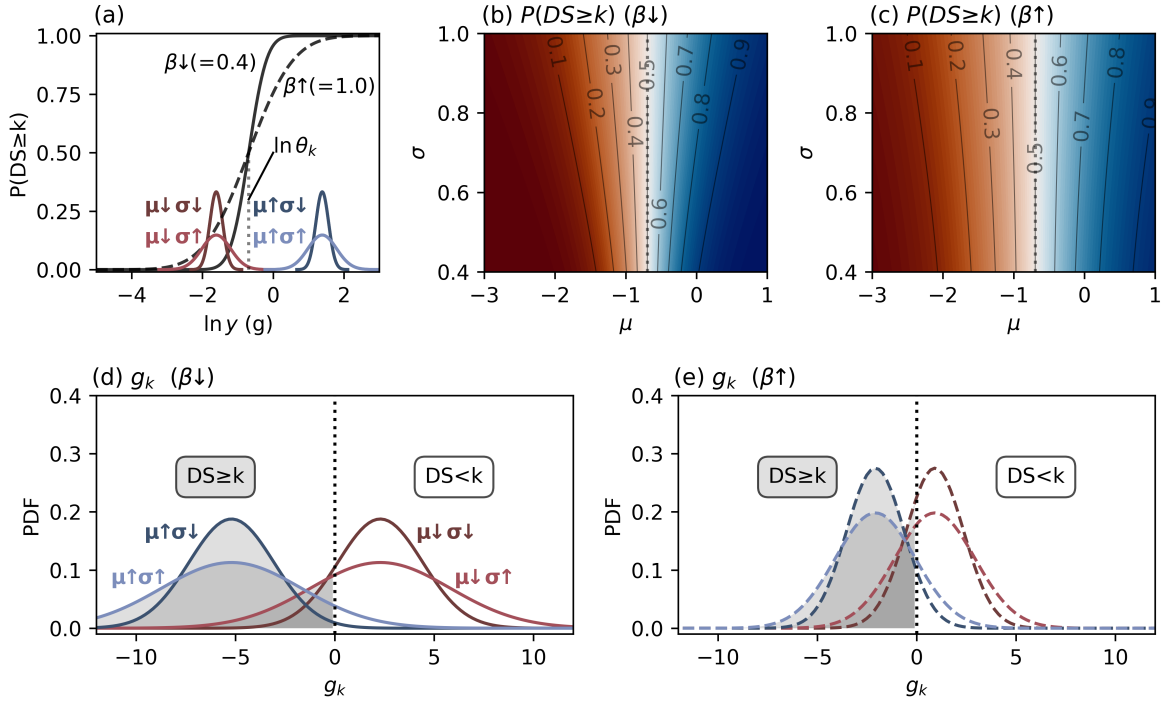 (a)
P(DS≥k)
1.00
0.75
0.50
0.25
0.00
β↓(=0.4)
β↑(=1.0)
ln θk
μ↓σ↓
μ↑σ↓
μ↓σ↑
μ↑σ↑
−4 −2 0 2
ln y (g)
(b) P(DS≥k) (β↓)
σ
1.0
0.8
0.6
0.4
0.1
0.2
0.3
0.4
0.5
0.6
0.7
0.8
0.9
−3 −2 −1 0 1
μ
(c) P(DS≥k) (β↑)
σ
1.0
0.8
0.6
0.4
0.1
0.2
0.3
0.4
0.5
0.6
0.7
0.8
0.9
−3 −2 −1 0 1
μ
(d) gk (β↓)
PDF
0.4
0.3
0.2
0.1
0.0
DS≥k
DS<k
μ↑σ↓
μ↓σ↓
μ↑σ↑
μ↓σ↑
−10 −5 0 5 10
gk
(e) gk (β↑)
PDF
0.4
0.3
0.2
0.1
0.0
DS≥k
DS<k
−10 −5 0 5 10
gk